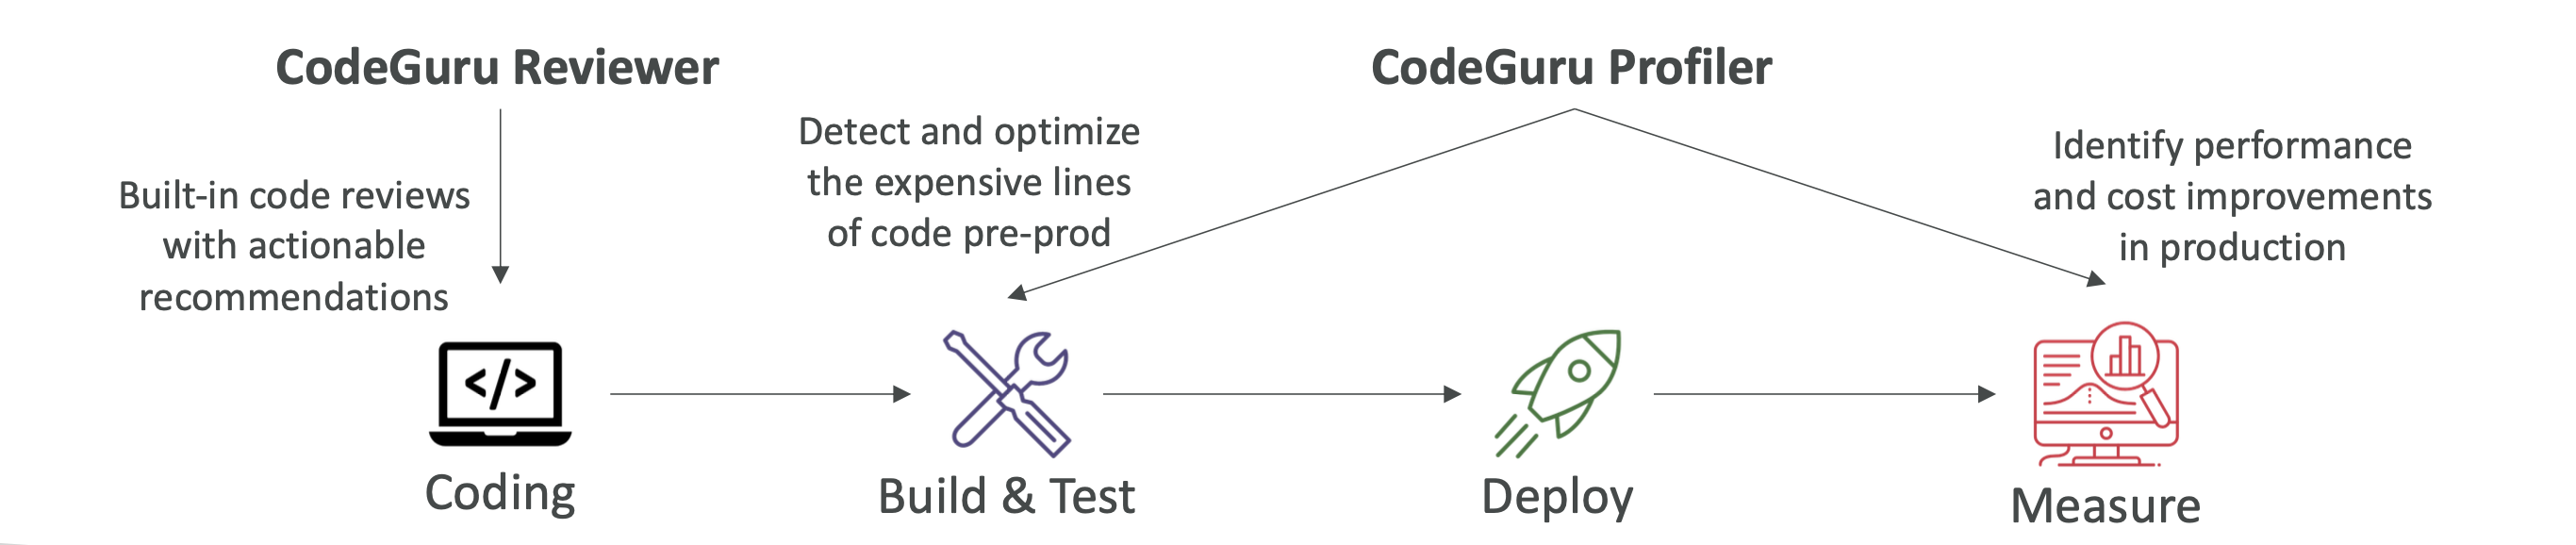 CodeGuru Reviewer
Built-in code reviews
with actionable
recommendations
CodeGuru Profiler
Detect and optimize
the expensive lines
of code pre-prod
Identify performance
and cost improvements
in production
</>
Coding
Build & Test
Deploy
Measure